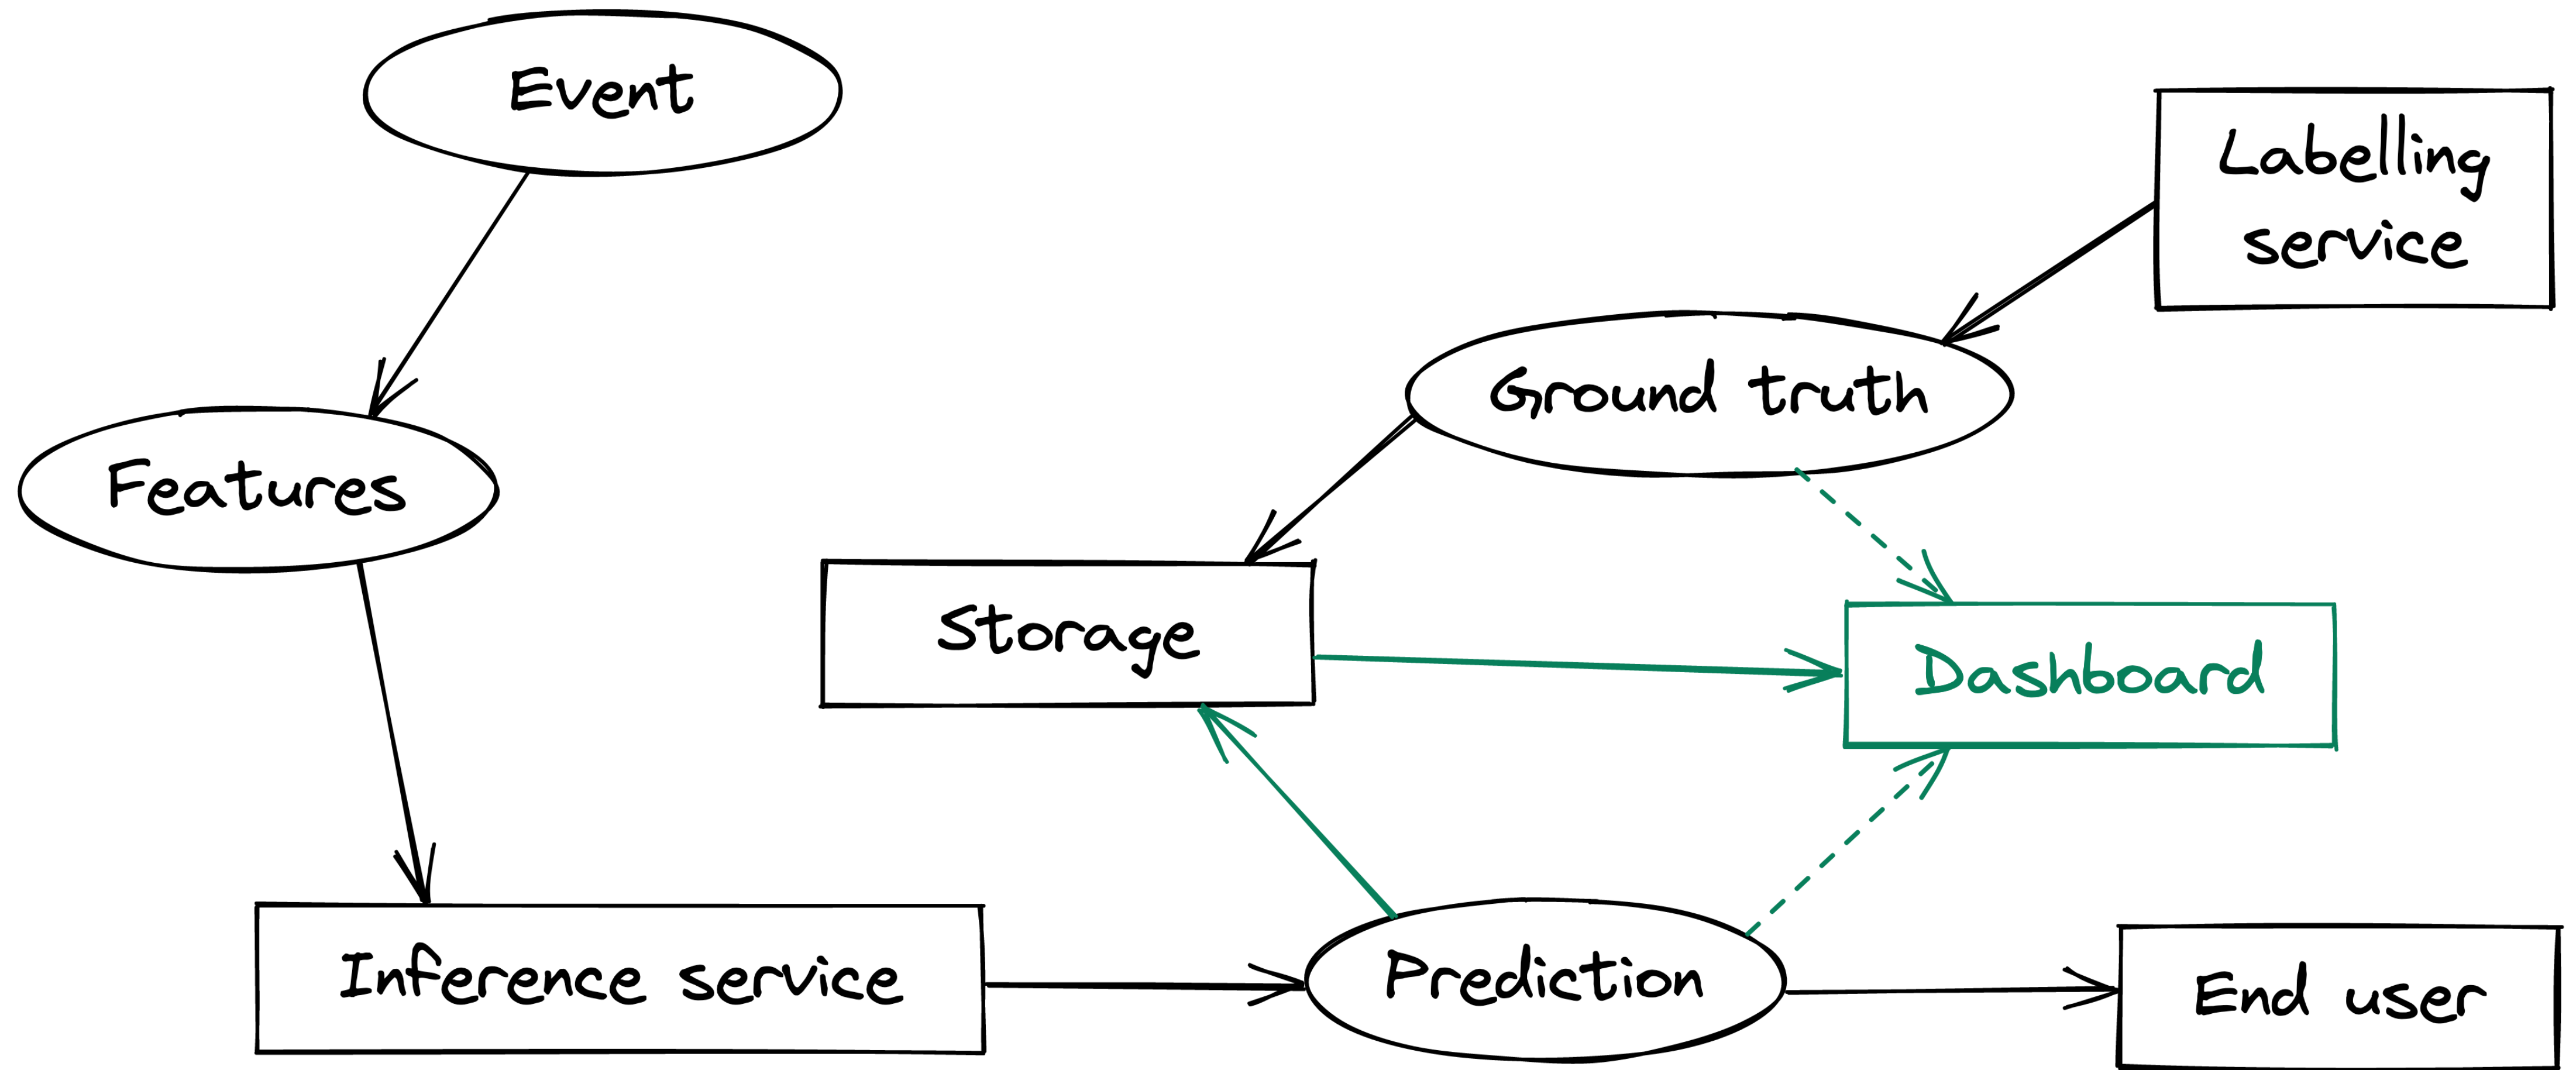 Event
Labelling
service
Ground truth
Features
Storage
Dashboard
Inference service
Prediction
End user